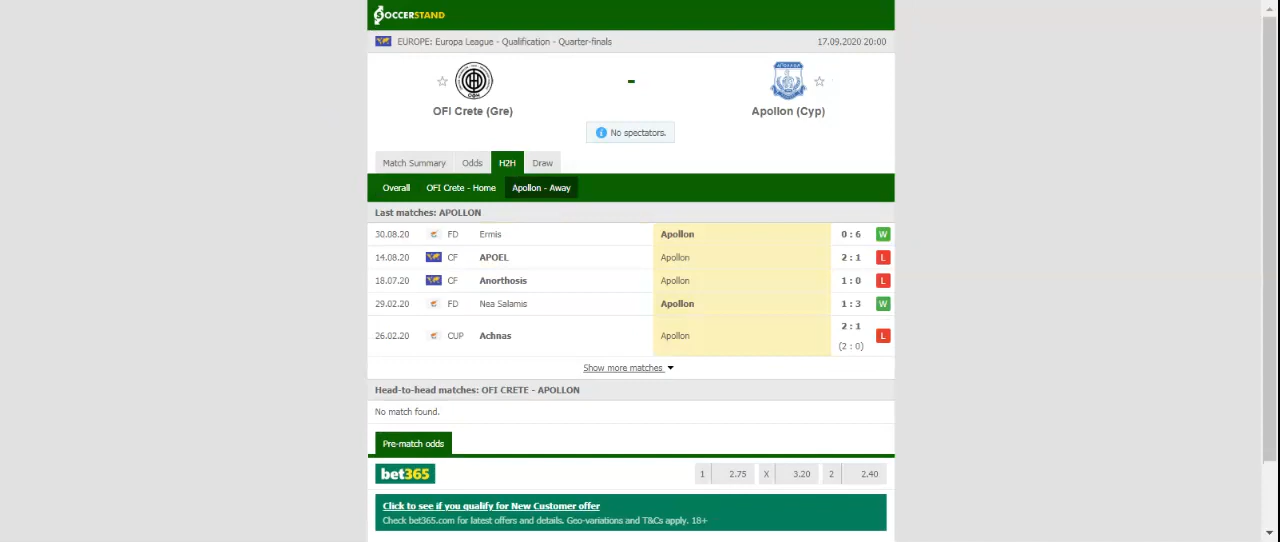 SOCCERSTAND
EUROPE: Europa League - Qualification - Quarter-finals 17.09.2020 20:00
OFI Crete (Gre) - Apollon (Cyp)
No spectators.
Match Summary Odds H2H Draw
Overall OFI Crete - Home Apollon - Away
Last matches: APOLLON
30.08.20 FD Ermis Apollon 0 : 6 W
14.08.20 CF APOEL Apollon 2 : 1 L
18.07.20 CF Anorthosis Apollon 1 : 0 L
29.02.20 FD Nea Salamis Apollon 1 : 3 W
26.02.20 CUP Achnas Apollon 2 : 1 L
(2 : 0)
Show more matches
Head-to-head matches: OFI CRETE - APOLLON
No match found.
Pre-match odds
bet365 1 2.75 X 3.20 2 2.40
Click to see if you qualify for New Customer offer
Check bet365.com for latest offers and details. Geo-variations and T&Cs apply. 18+